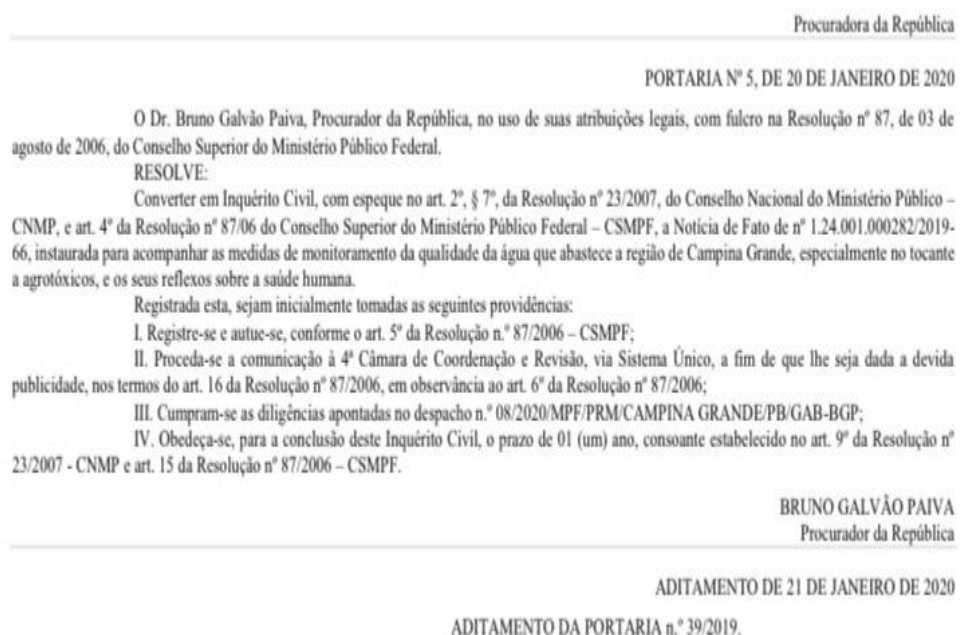 Procuradora da República
PORTARIA Nº 5, DE 20 DE JANEIRO DE 2020
O Dr. Bruno Galvão Paiva, Procurador da República, no uso de suas atribuições legais, com fulcro na Resolução nº 87, de 03 de
agosto de 2006, do Conselho Superior do Ministério Público Federal.
RESOLVE:
Converter em Inquérito Civil, com espeque no art. 2º, § 7º, da Resolução nº 23/2007, do Conselho Nacional do Ministério Público –
CNMP, e art. 4º da Resolução nº 87/06 do Conselho Superior do Ministério Público Federal – CSMPF, a Notícia de Fato de nº 1.24.001.000282/2019-
66, instaurada para acompanhar as medidas de monitoramento da qualidade da água que abastece a região de Campina Grande, especialmente no tocante
a agrotóxicos, e os seus reflexos sobre a saúde humana.
Registrada esta, sejam inicialmente tomadas as seguintes providências:
I. Registre-se e autue-se, conforme o art. 5º da Resolução n.º 87/2006 – CSMPF;
II. Proceda-se a comunicação à 4ª Câmara de Coordenação e Revisão, via Sistema Único, a fim de que lhe seja dada a devida
publicidade, nos termos do art. 16 da Resolução nº 87/2006, em observância ao art. 6º da Resolução nº 87/2006;
III. Cumpram-se as diligências apontadas no despacho n.º 08/2020/MPF/PRM/CAMPINA GRANDE/PB/GAB-BGP;
IV. Obedeça-se, para a conclusão deste Inquérito Civil, o prazo de 01 (um) ano, consoante estabelecido no art. 9º da Resolução nº
23/2007 - CNMP e art. 15 da Resolução nº 87/2006 – CSMPF.
BRUNO GALVÃO PAIVA
Procurador da República
ADITAMENTO DE 21 DE JANEIRO DE 2020
ADITAMENTO DA PORTARIA n.º 39/2019.